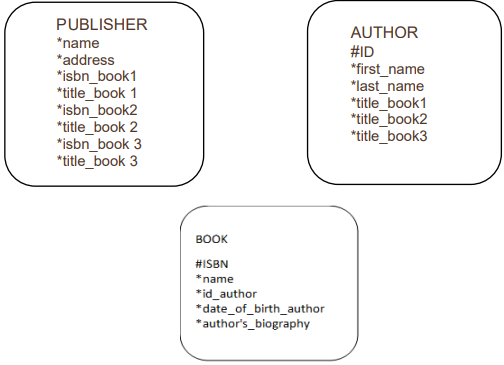 PUBLISHER
*name
*address
*isbn_book1
*title_book 1
*isbn_book2
*title_book 2
*isbn_book 3
*title_book 3
AUTHOR
#ID
*first_name
*last_name
*title_book1
*title_book2
*title_book3
BOOK
#ISBN
*name
*id_author
*date_of_birth_author
*author's_biography